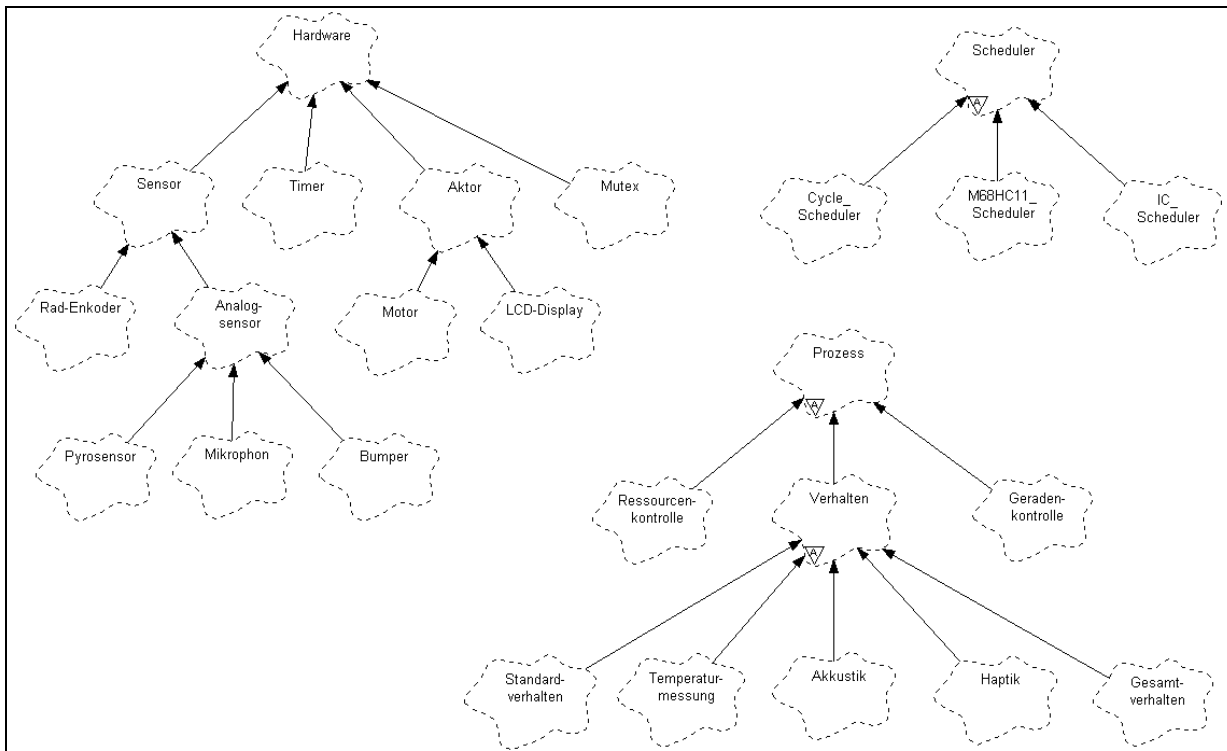 Hardware
Scheduler
A
Sensor
Timer
Aktor
Mutex
Cycle_
Scheduler
M68HC11_
Scheduler
IC_
Scheduler
Rad-Enkoder
Analog-
sensor
Motor
LCD-Display
Prozess
A
Pyrosensor
Mikrophon
Bumper
Ressourcen-
kontrolle
Verhalten
A
Geraden-
kontrolle
Standard-
verhalten
Temperatur-
messung
Akkustik
Haptik
Gesamt-
verhalten